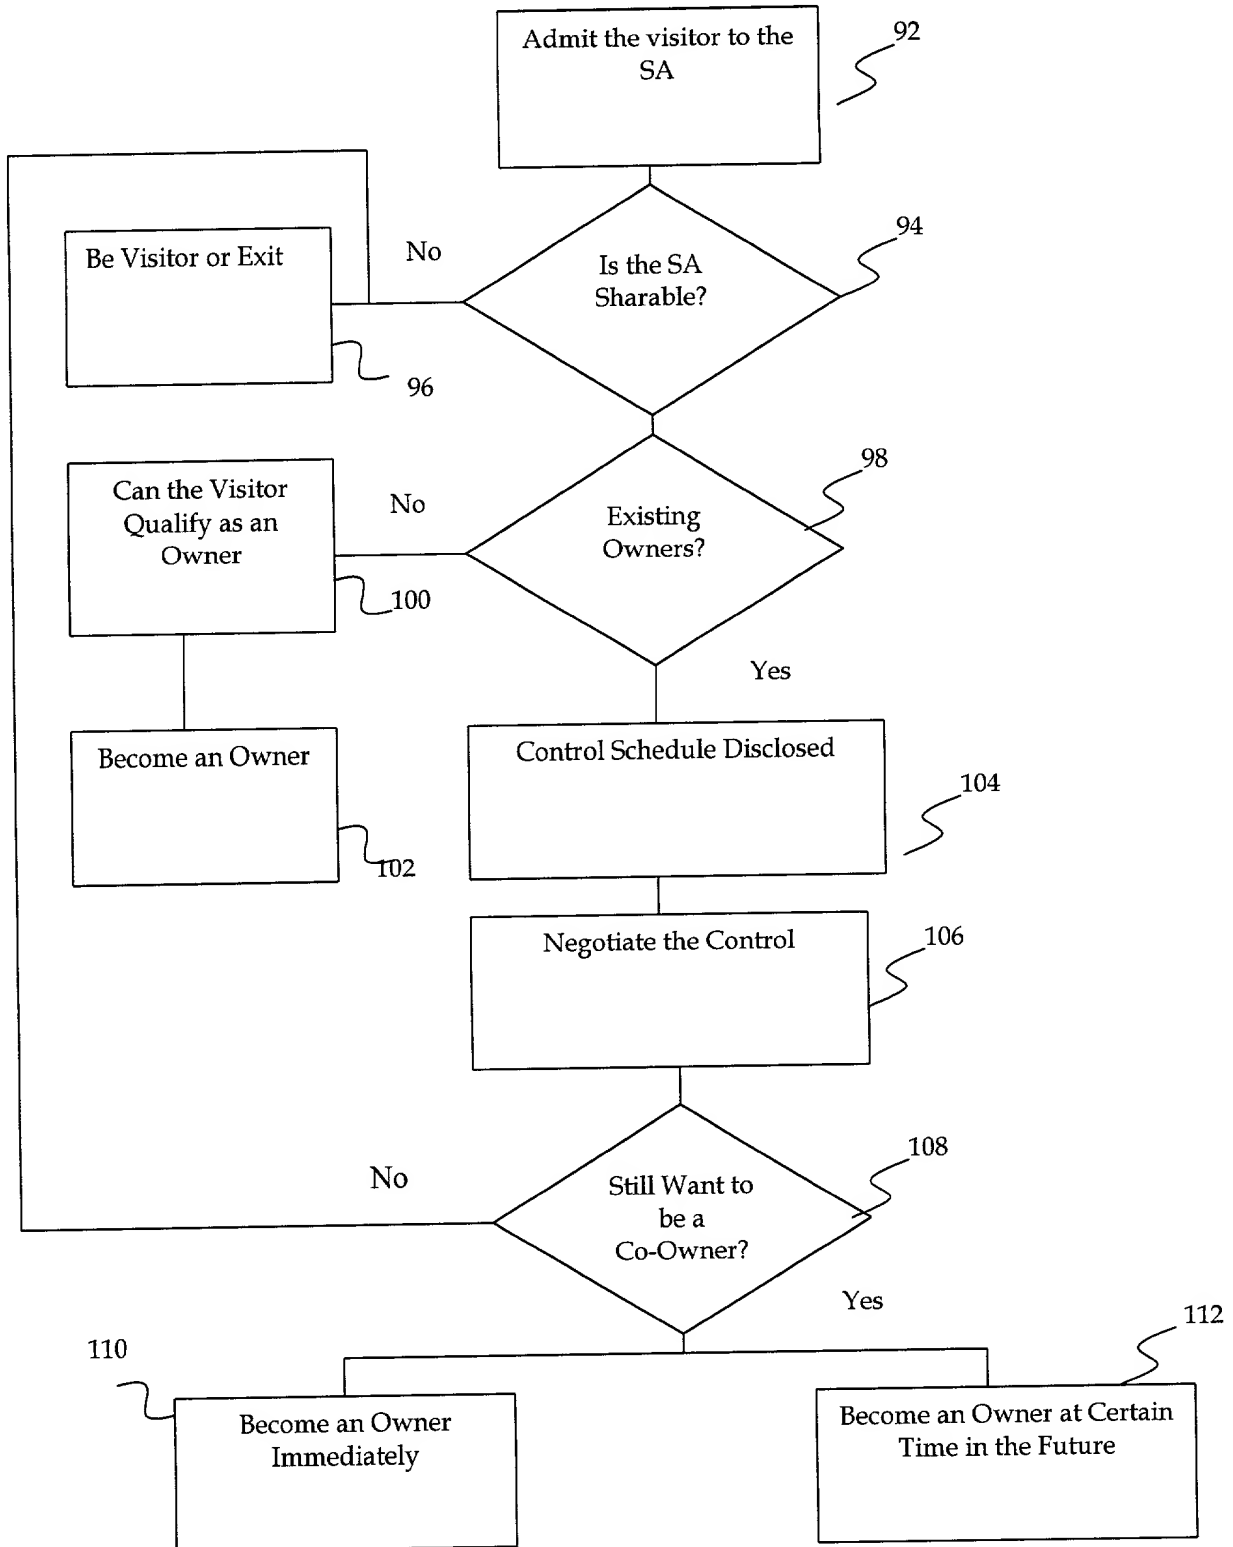 Admit the visitor to the
SA
92
94
Is the SA
Sharable?
No
Be Visitor or Exit
96
98
Existing
Owners?
No
Can the Visitor
Qualify as an
Owner
100
Yes
Become an Owner
102
Control Schedule Disclosed
104
Negotiate the Control
106
108
Still Want to
be a
Co-Owner?
No
Yes
110
112
Become an Owner
Immediately
Become an Owner at Certain
Time in the Future